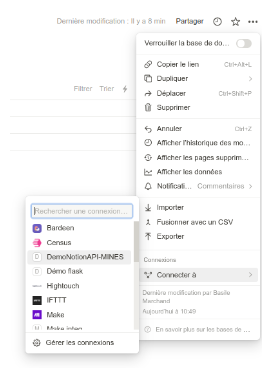 Dernière modification : Il y a 6 min Partager
Verrouiller la base de do...
Copier le lien Ctrl+Alt+L
Dupliquer
Filtrer Trier
Déplacer Ctrl+Shift+P
Supprimer
Annuler Ctrl+Z
Afficher l'historique des mo...
Afficher les pages supprim...
Afficher les données
Notificati... Commentaires
Importer
Fusionner avec un CSV
Exporter
Connexions
Connecter à
Dernière modification par Basile
Marchand
Aujourd'hui à 10:49
En savoir plus sur les bases de ...
Rechercher une connexion...
Bardeen
Census
D DemoNotionAPI-MINES
D Démo flask
Hightouch
IFTTT
Make
Make integ
Gérer les connexions